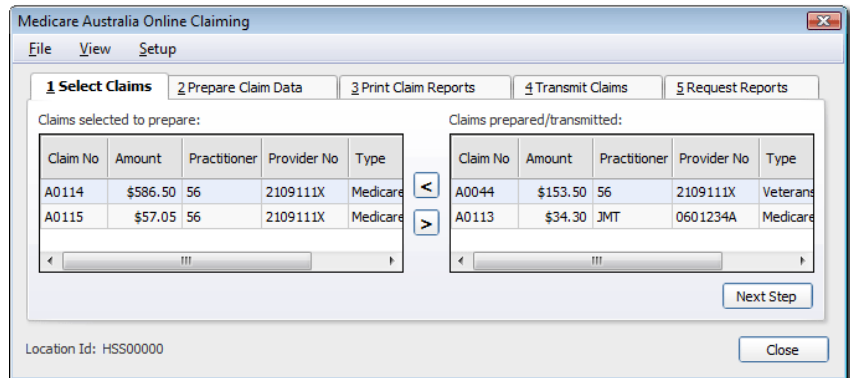 Medicare Australia Online Claiming
File View Setup
1 Select Claims 2 Prepare Claim Data 3 Print Claim Reports 4 Transmit Claims 5 Request Reports
Claims selected to prepare: Claims prepared/transmitted:
Claim No Amount Practitioner Provider No Type Claim No Amount Practitioner Provider No Type
A0114 $586.50 56 2109111X Medicare < A0044 $153.50 56 2109111X Veterans
A0115 $57.05 56 2109111X Medicare > A0113 $34.30 JMT 0601234A Medicare
Next Step
Location Id: HSS00000 Close